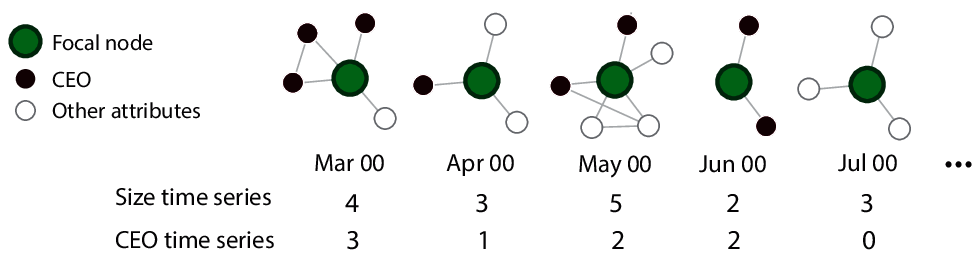 Focal node
CEO
Other attributes
Mar 00 Apr 00 May 00 Jun 00 Jul 00 •••
Size time series 4 3 5 2 3
CEO time series 3 1 2 2 0